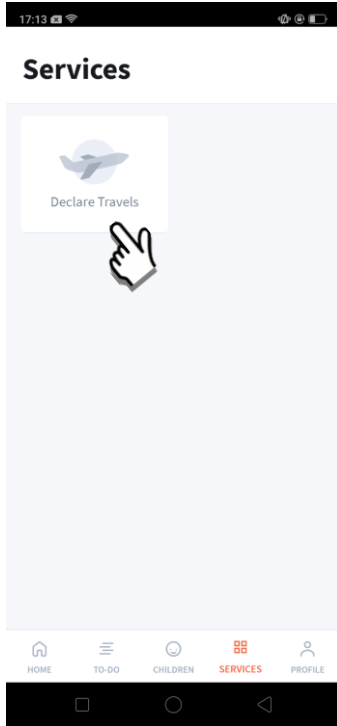 17:13
Services
Declare Travels
HOME TO-DO CHILDREN SERVICES PROFILE